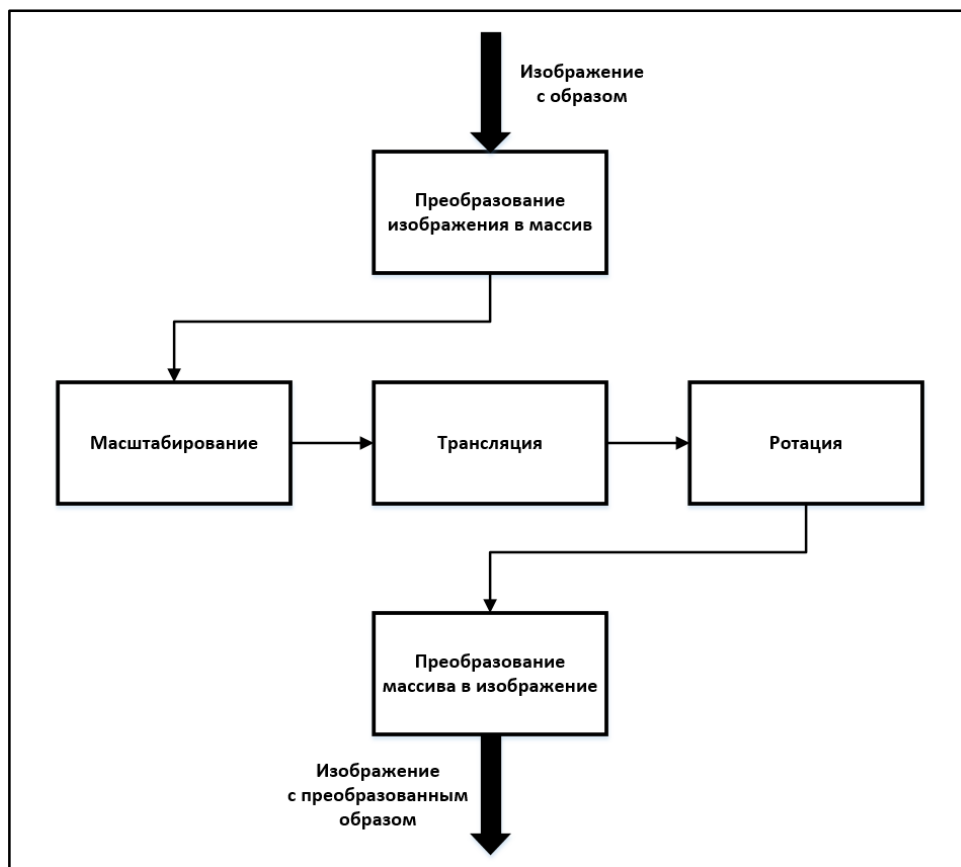 Изображение
с образом
Преобразование
изображения в массив
Масштабирование
Трансляция
Ротация
Преобразование
массива в изображение
Изображение
с преобразованным
образом